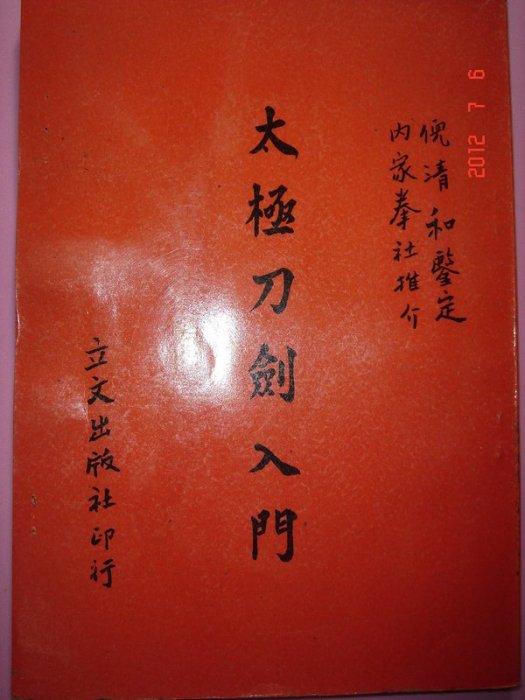 倪清和鑒定
内家拳社推介
太極刀劍入門
立文出版社印行
2012 7 6